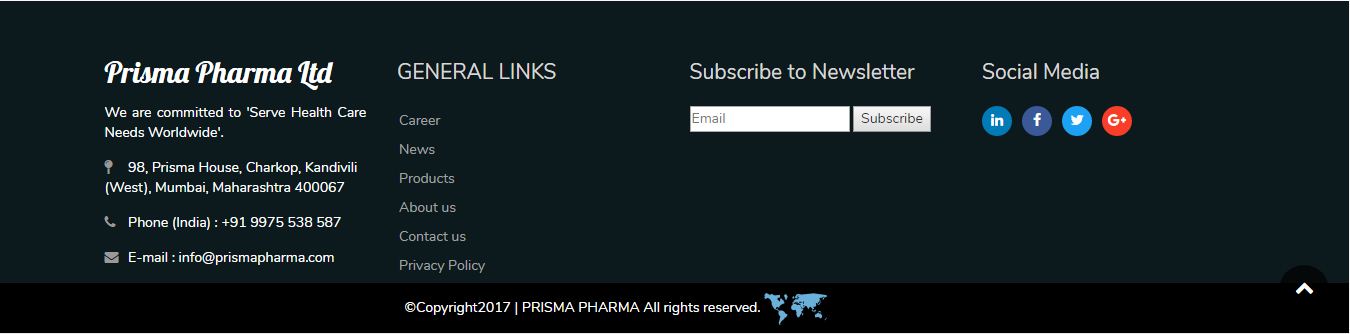 Prisma Pharma Ltd
We are committed to 'Serve Health Care
Needs Worldwide'.
98, Prisma House, Charkop, Kandivili
(West), Mumbai, Maharashtra 400067
Phone (India) : +91 9975 538 587
E-mail : info@prismapharma.com
GENERAL LINKS
Career
News
Products
About us
Contact us
Privacy Policy
Subscribe to Newsletter
Email Subscribe
Social Media
in f G+
©Copyright2017 | PRISMA PHARMA All rights reserved.